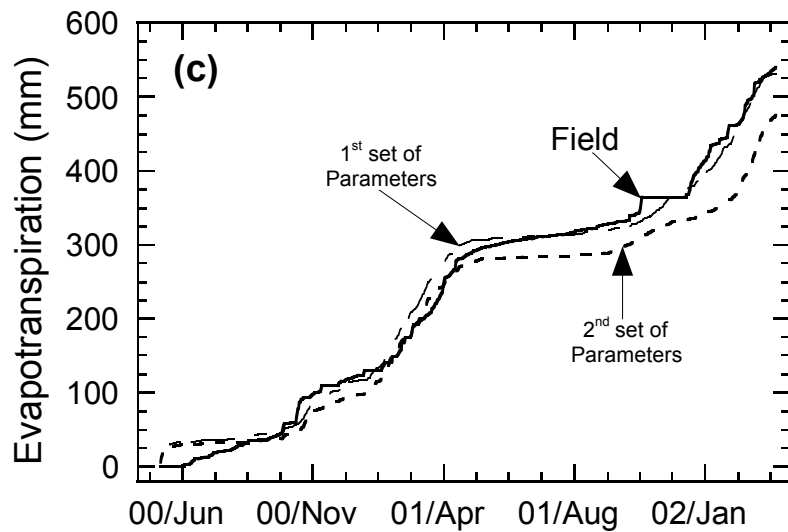 600
(c)
500
Field
1st set of
Parameters
400
300
200
2nd set of
Parameters
100
0
Evapotranspiration (mm)
00/Jun 00/Nov 01/Apr 01/Aug 02/Jan